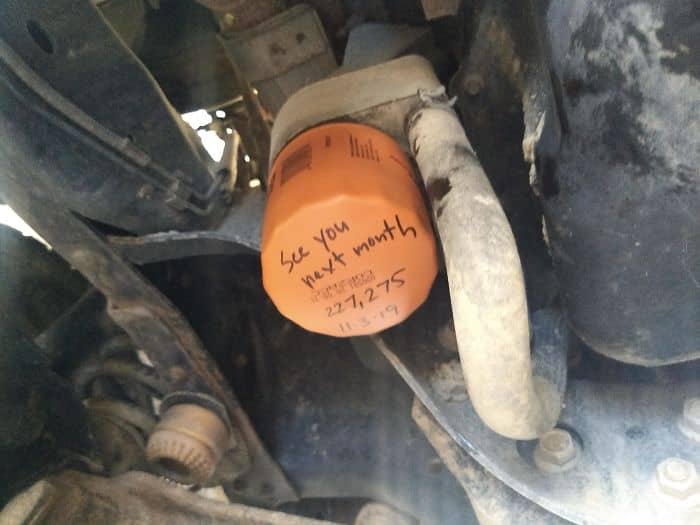 See you
next month
227,275
11-3-19